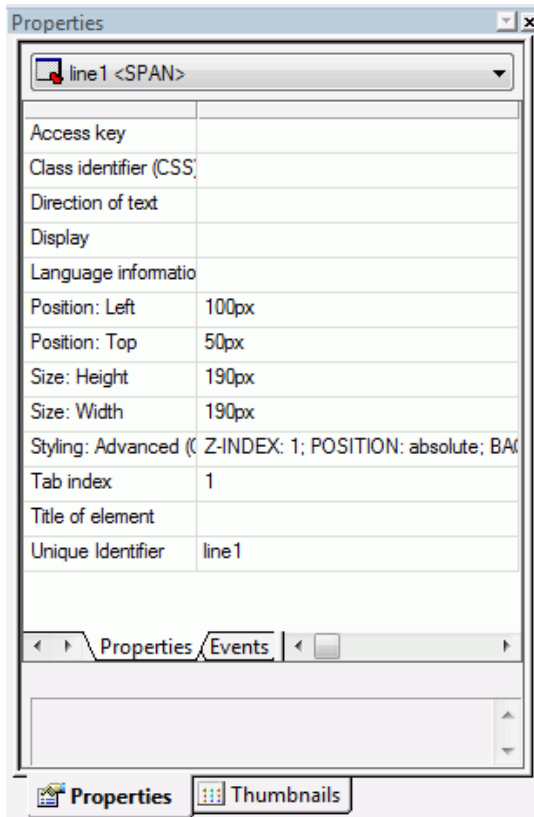 Properties
line1 <SPAN>
Access key
Class identifier (CSS)
Direction of text
Display
Language informatio
Position: Left 100px
Position: Top 50px
Size: Height 190px
Size: Width 190px
Styling: Advanced (C Z-INDEX: 1; POSITION: absolute; BA
Tab index 1
Title of element
Unique Identifier line1
Properties Events
Properties Thumbnails